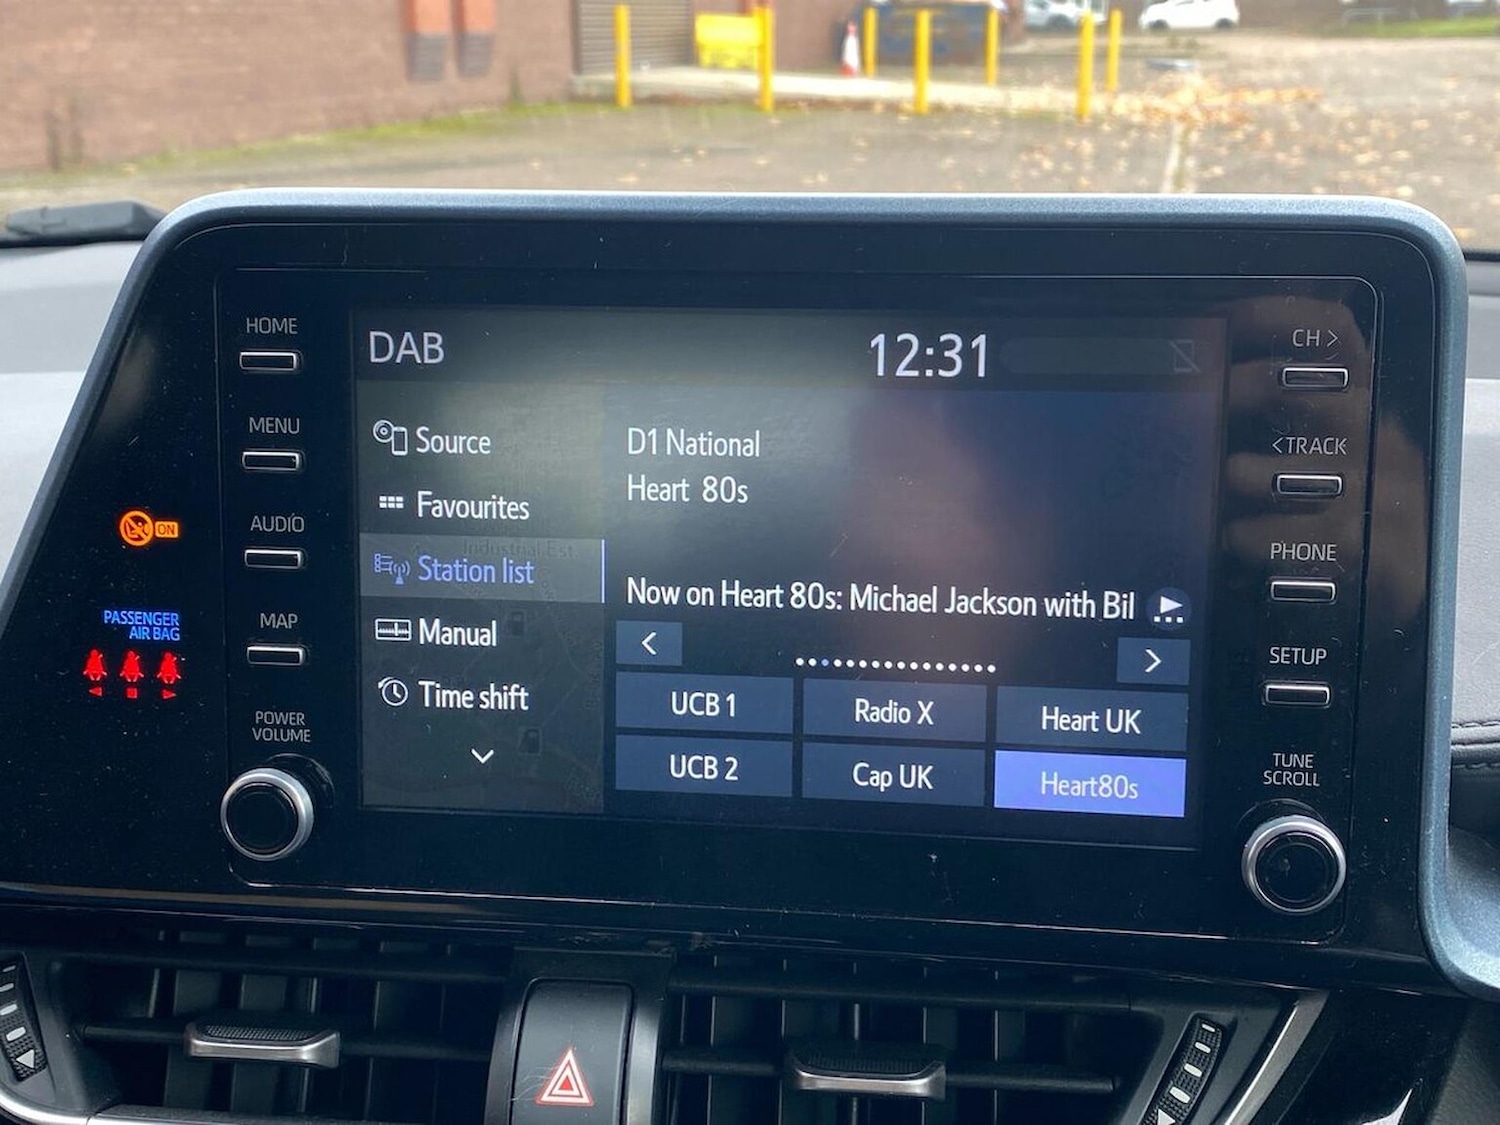 HOME
MENU
AUDIO
MAP
POWER
VOLUME
ON
PASSENGER
AIR BAG
DAB
12:31
Source
Favourites
Industrial Est
Station list
Manual
Time shift
D1 National
Heart 80s
Now on Heart 80s: Michael Jackson with Bil
UCB 1
Radio X
Heart UK
UCB 2
Cap UK
Heart80s
CH >
< TRACK
PHONE
SETUP
TUNE
SCROLL